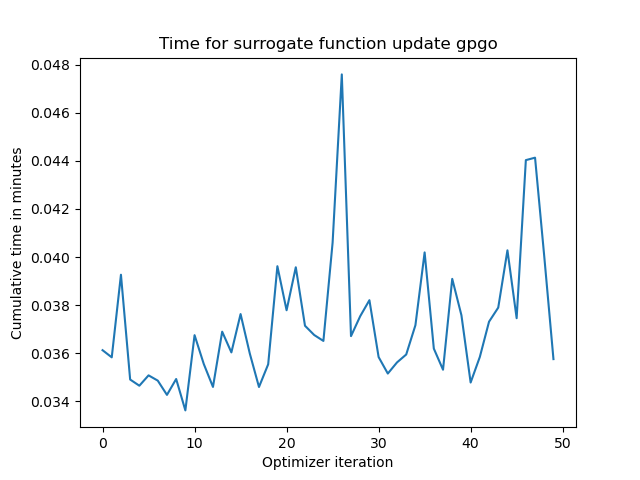 Time for surrogate function update gpgo
Cumulative time in minutes
0.048
0.046
0.044
0.042
0.040
0.038
0.036
0.034
0 10 20 30 40 50
Optimizer iteration